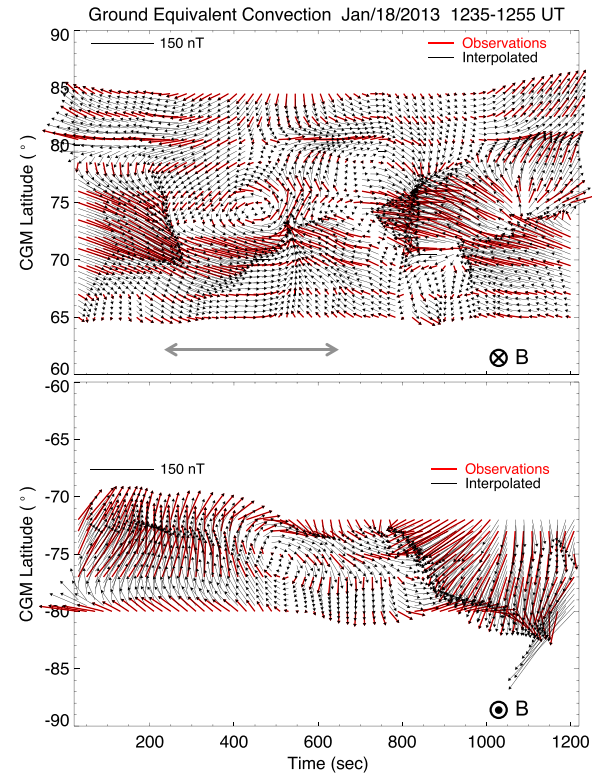 Ground Equivalent Convection Jan/18/2013 1235-1255 UT
90
150 nT
Observations
Interpolated
85
80
75
70
65
60
CGM Latitude ( ° )
B
-60
-65
150 nT
Observations
Interpolated
-70
-75
-80
-85
-90
CGM Latitude ( ° )
B
200 400 600 800 1000 1200
Time (sec)